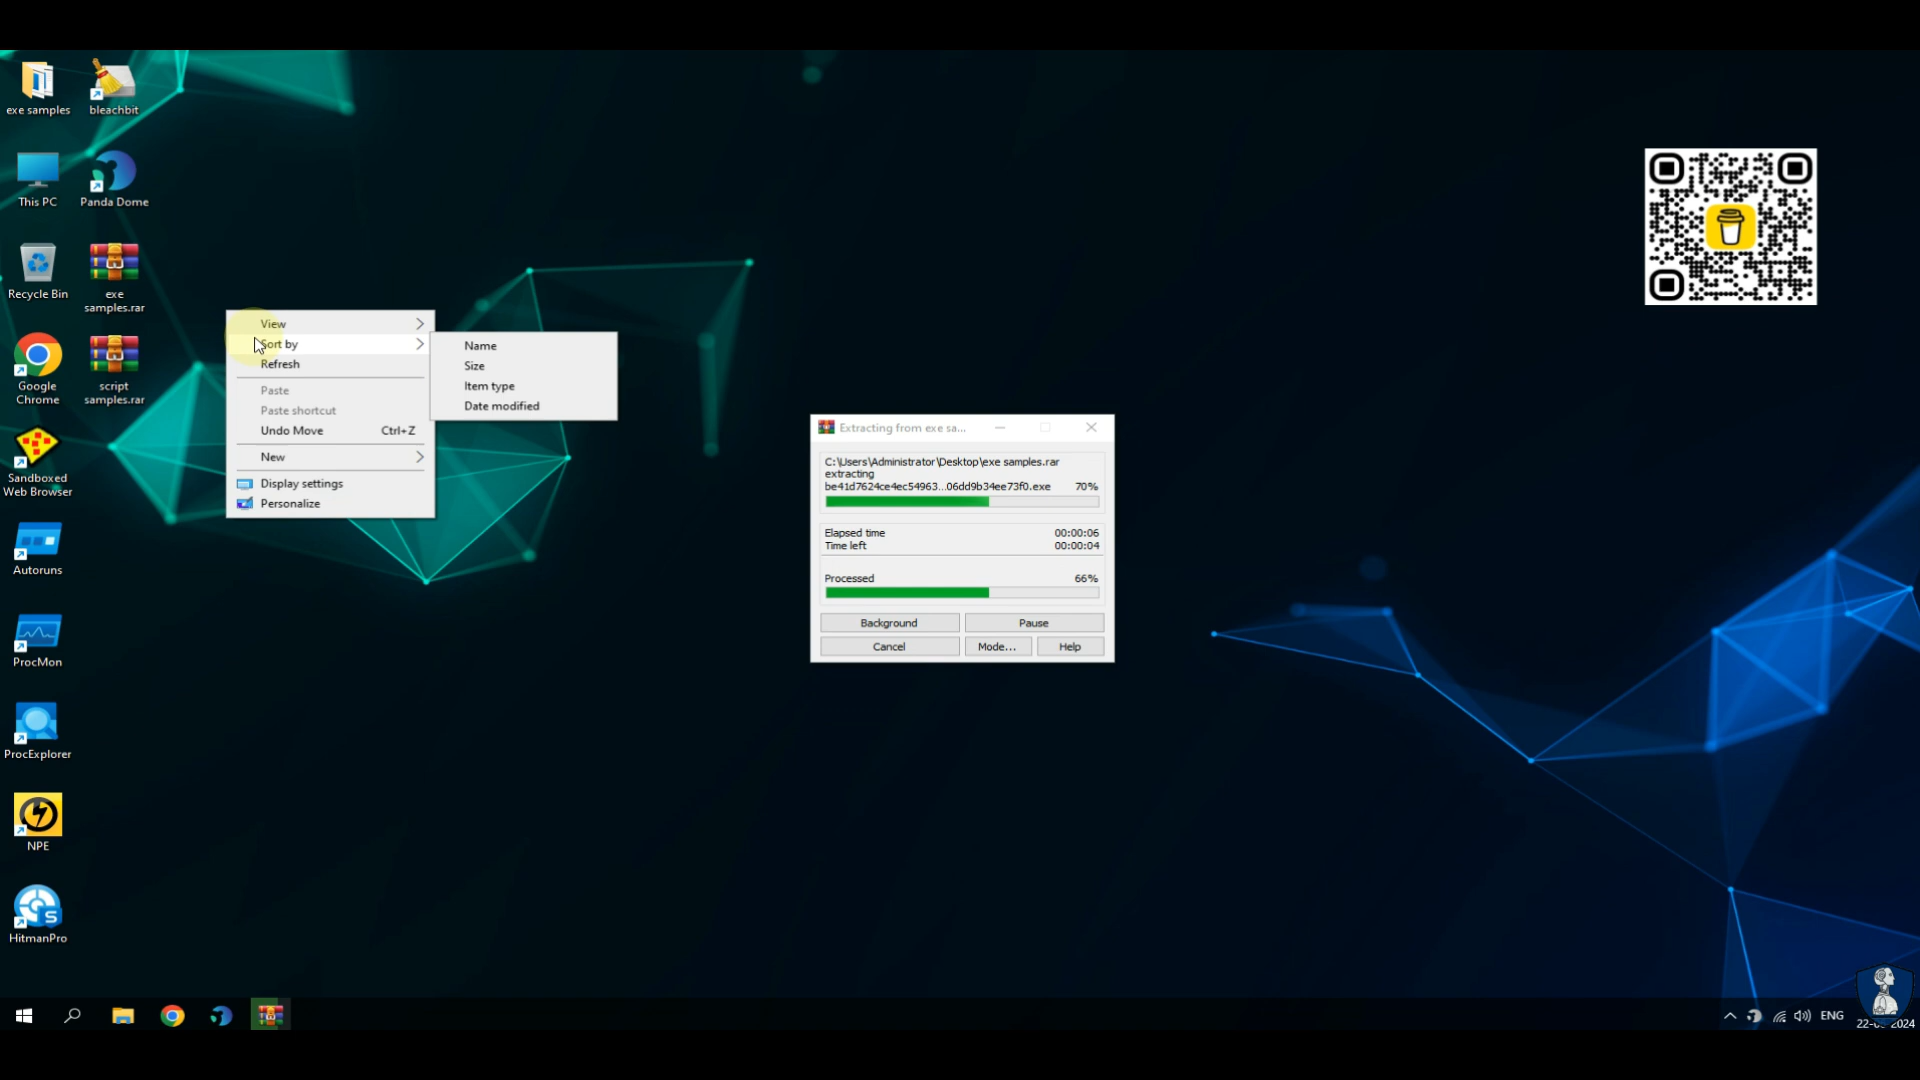 exe samples
bleachbit
This PC
Panda Dome
Recycle Bin
exe
samples.rar
Google
Chrome
script
samples.rar
Sandboxed
Web Browser
Autoruns
ProcMon
ProcExplorer
NPE
HitmanPro
View
Sort by
Refresh
Paste
Paste shortcut
Undo Move Ctrl+Z
New
Display settings
Personalize
Name
Size
Item type
Date modified
Extracting from exe sa...
C:\Users\Administrator\Desktop\exe samples.rar
extracting
be41d7624ce4ec54963...06dd9b34ee73f0.exe 70%
Elapsed time 00:00:06
Time left 00:00:04
Processed 66%
Background Pause
Cancel Mode... Help
ENG